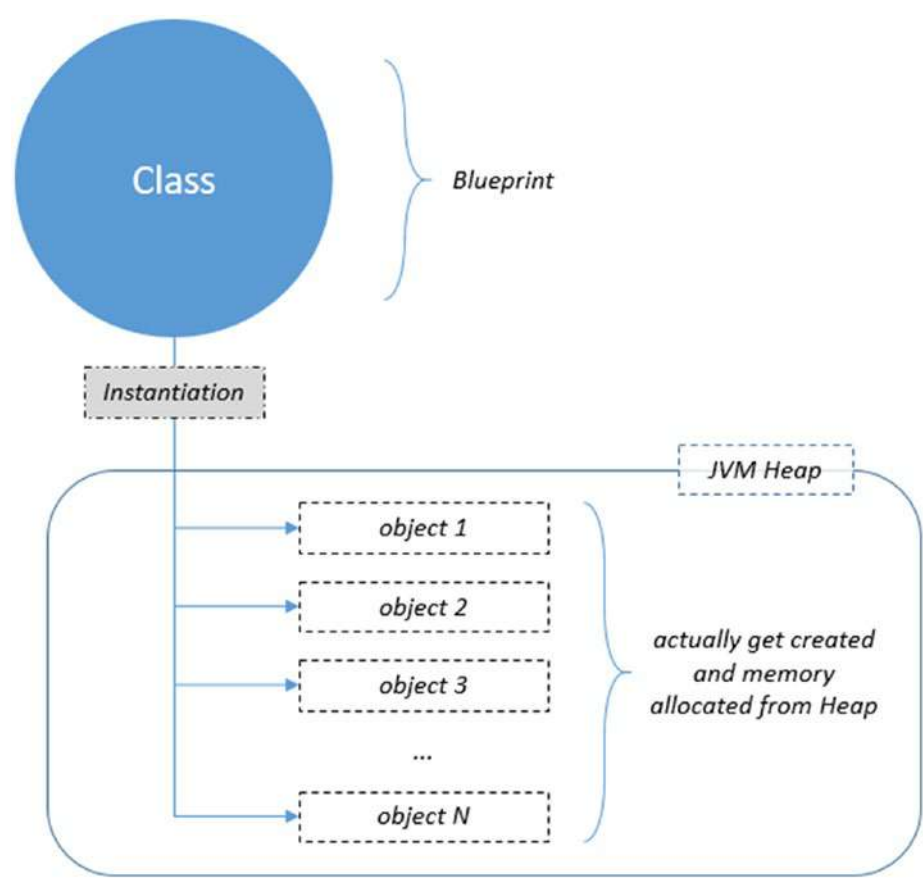 Class
Blueprint
Instantiation
JVM Heap
object 1
object 2
object 3
...
object N
actually get created
and memory
allocated from Heap